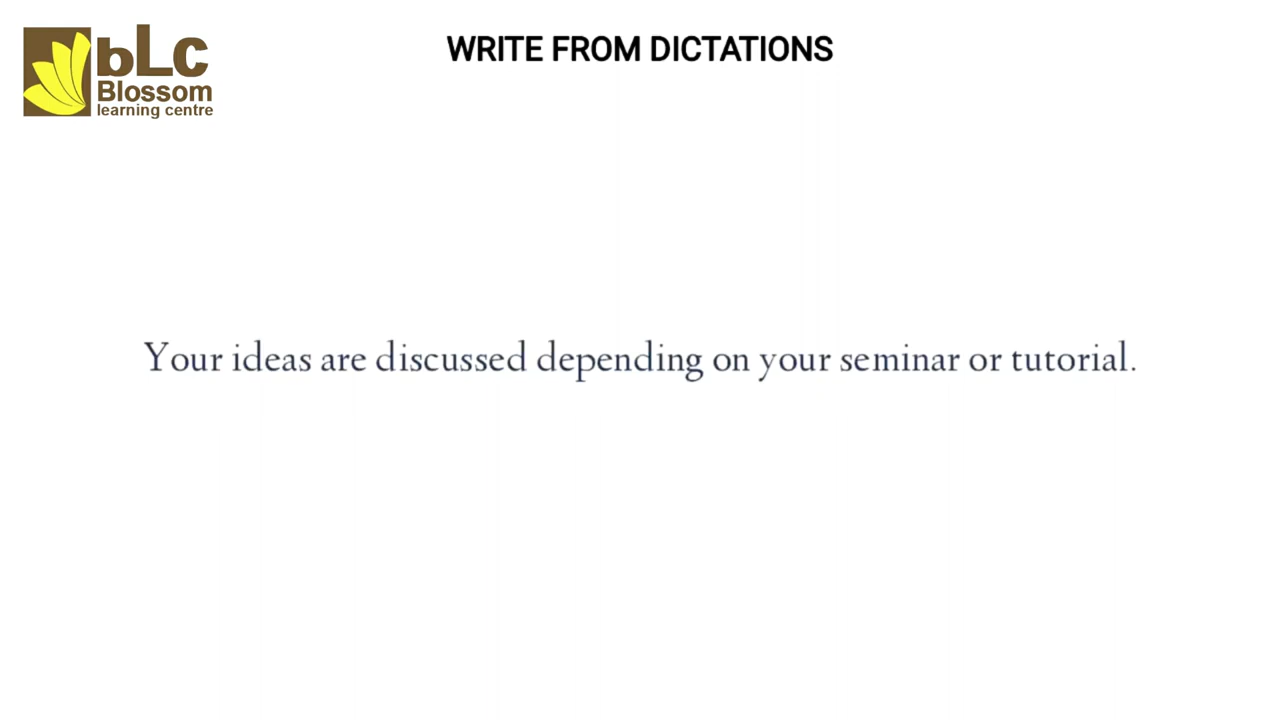 bLc
Blossom
learning centre
WRITE FROM DICTATIONS
Your ideas are discussed depending on your seminar or tutorial.